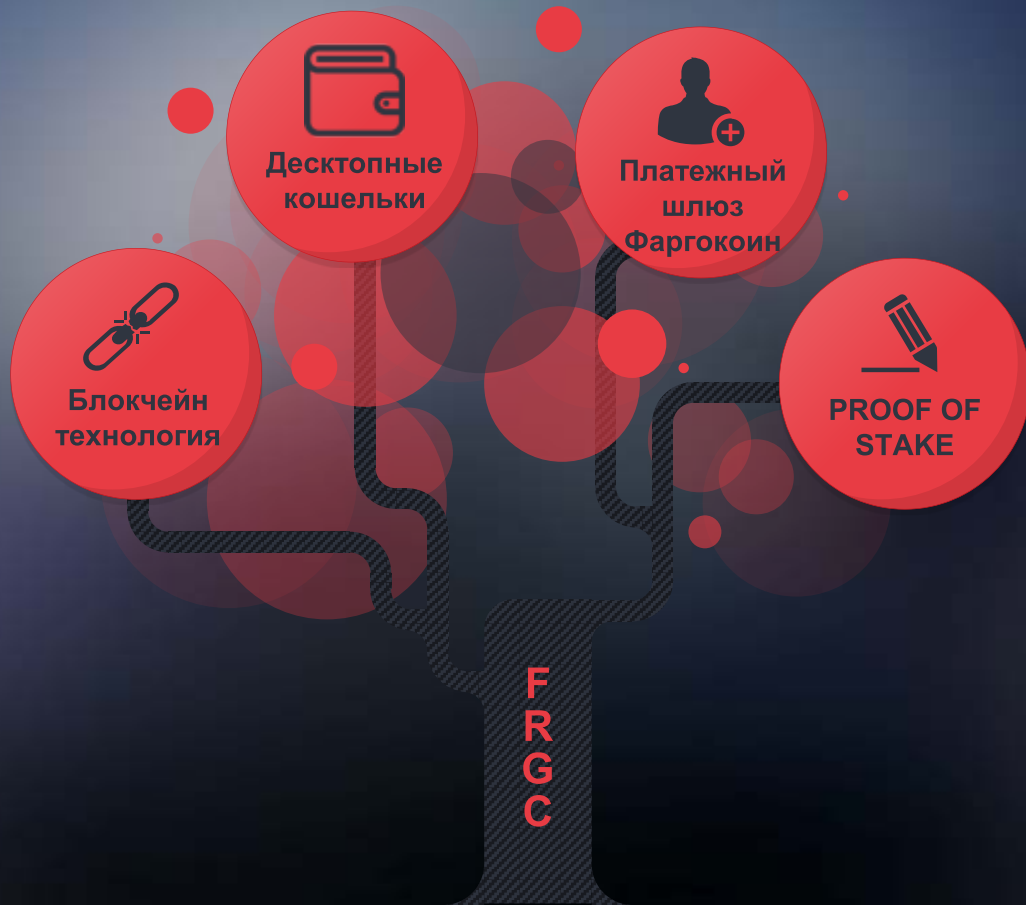 Десктопные
кошельки
Платежный
шлюз
Фаргокоин
Блокчейн
технология
PROOF OF
STAKE
F
R
G
C